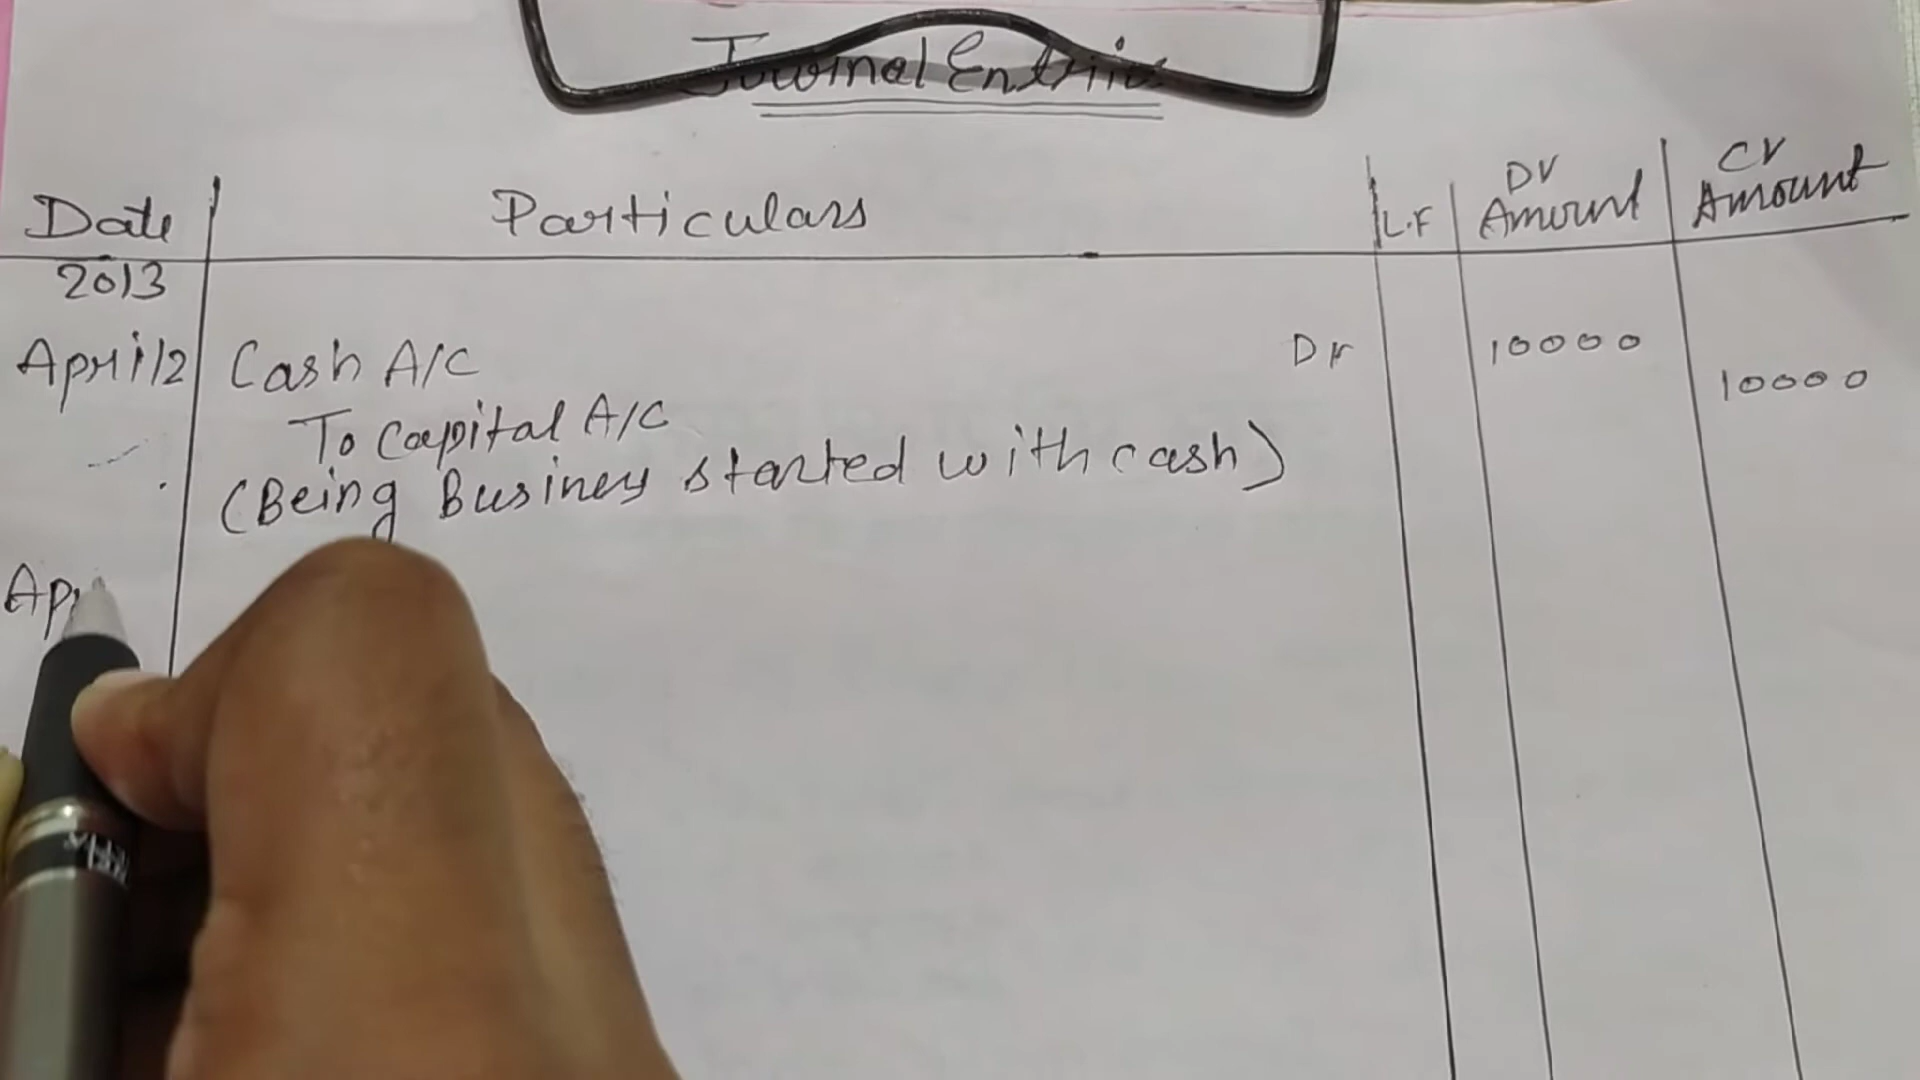 Journal Entries
Date Particulars L.F Dr Amount Cr Amount
2013
April 2 Cash A/C Dr 10000
To Capital A/C 10000
(Being Business started with cash)
Ap